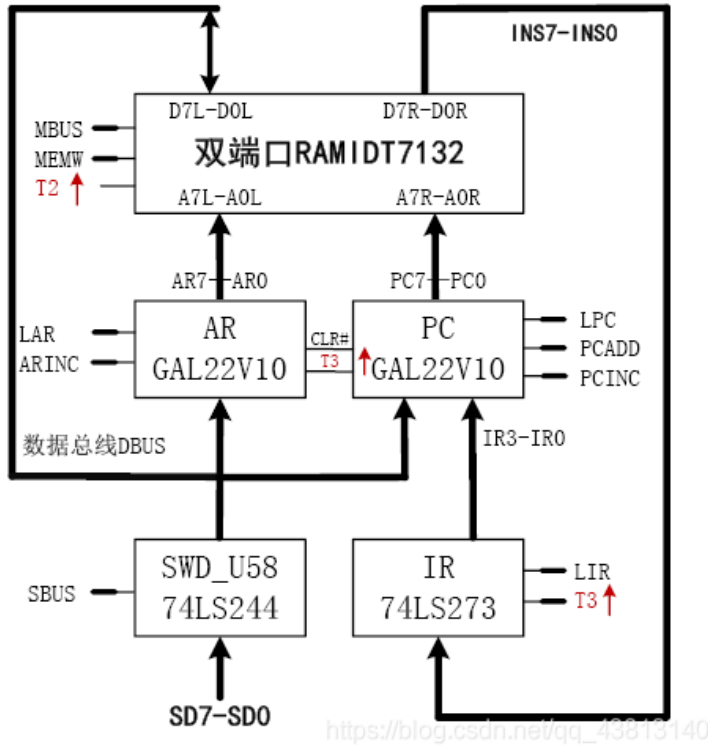 INS7-INS0
D7L-D0L
D7R-D0R
MBUS
双端口RAMIDT7132
MEMW
T2
A7L-A0L
A7R-A0R
AR7-AR0
PC7-PC0
LAR
AR
CLR#
PC
LPC
ARINC
GAL22V10
T3
GAL22V10
PCADD
PCINC
数据总线DBUS
IR3-IR0
SWD_U58
IR
LIR
SBUS
74LS244
74LS273
T3
SD7-SD0
https://blog.csdn.net/qq_43813140